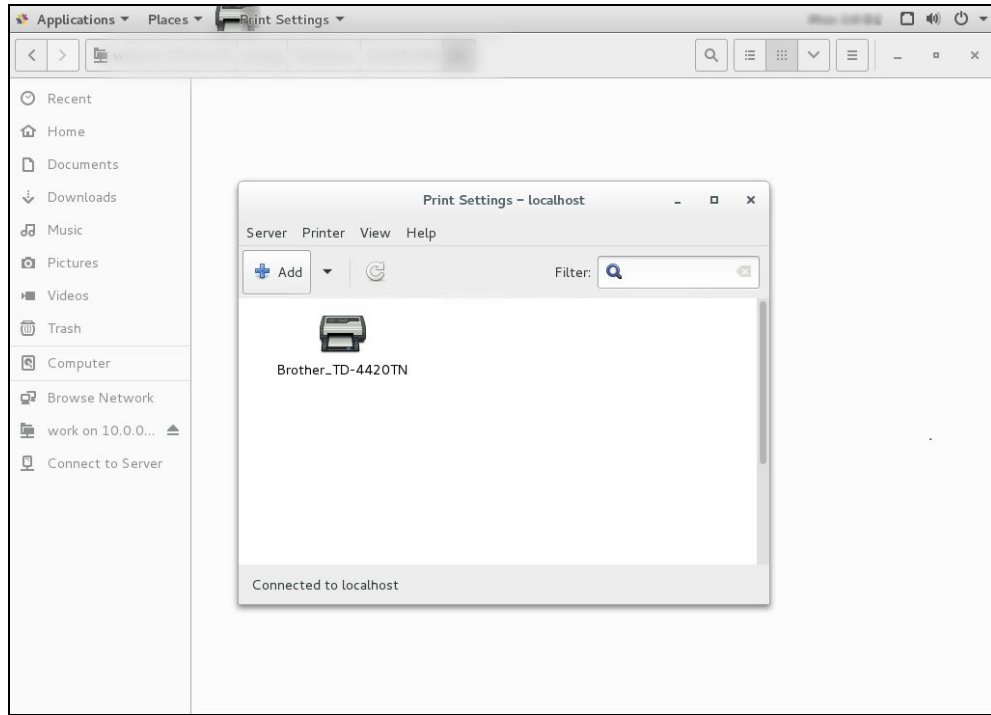 Applications Places Print Settings
Recent
Home
Documents
Downloads
Music
Pictures
Videos
Trash
Computer
Browse Network
work on 10.0.0...
Connect to Server
Print Settings – localhost
Server Printer View Help
Add Filter:
Brother_TD-4420TN
Connected to localhost